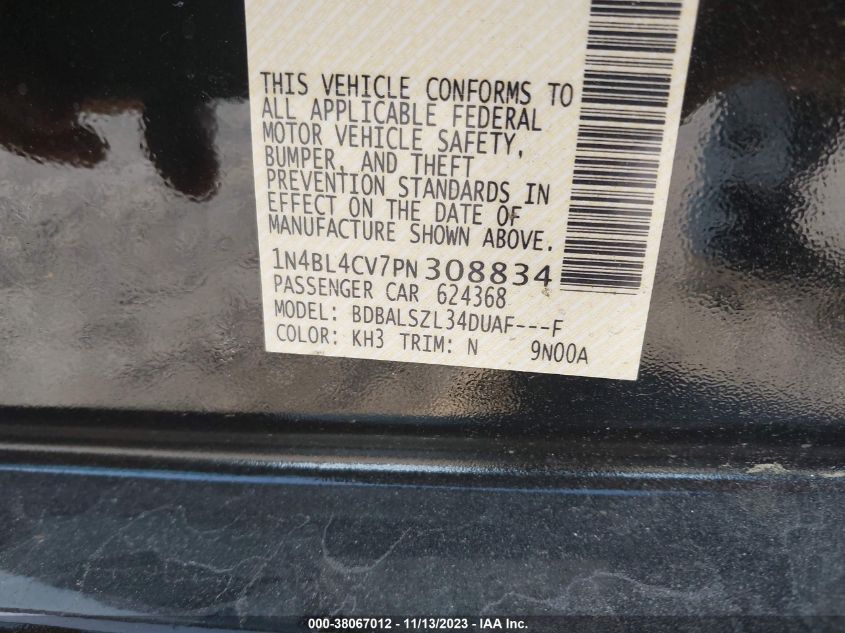 THIS VEHICLE CONFORMS TO
ALL APPLICABLE FEDERAL
MOTOR VEHICLE SAFETY,
BUMPER, AND THEFT
PREVENTION STANDARDS IN
EFFECT ON THE DATE OF
MANUFACTURE SHOWN ABOVE.
1N4BL4CV7PN308834
PASSENGER CAR 624368
MODEL: BDBALSZL34DUAF---F
COLOR: KH3 TRIM: N 9N00A
000-38067012 - 11/13/2023 - IAA Inc.